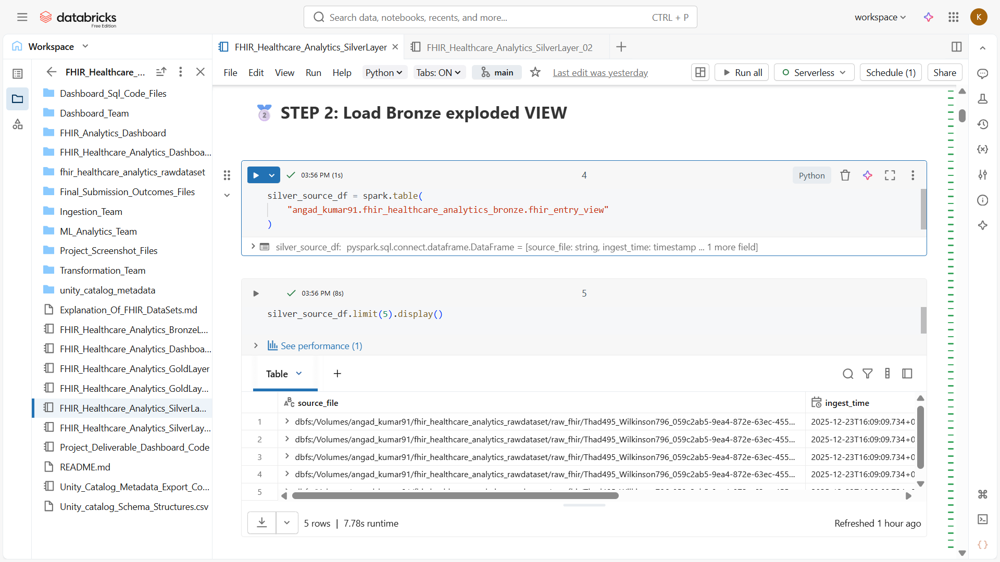 databricks
Free Edition
Search data, notebooks, recents, and more...
CTRL + P
workspace
K
Workspace
FHIR_Healthcare_Analytics_SilverLayer
FHIR_Healthcare_Analytics_SilverLayer_02
FHIR_Healthcare_...
File
Edit
View
Run
Help
Python
Tabs: ON
main
Last edit was yesterday
Run all
Serverless
Schedule (1)
Share
Dashboard_Sql_Code_Files
Dashboard_Team
FHIR_Analytics_Dashboard
FHIR_Healthcare_Analytics_Dashboa...
fhir_healthcare_analytics_rawdataset
Final_Submission_Outcomes_Files
Ingestion_Team
ML_Analytics_Team
Project_Screenshot_Files
Transformation_Team
unity_catalog_metadata
Explanation_Of_FHIR_DataSets.md
FHIR_Healthcare_Analytics_BronzeL...
FHIR_Healthcare_Analytics_Dashboa...
FHIR_Healthcare_Analytics_GoldLayer
FHIR_Healthcare_Analytics_GoldLay...
FHIR_Healthcare_Analytics_SilverLa...
FHIR_Healthcare_Analytics_SilverLay...
Project_Deliverable_Dashboard_Code
README.md
Unity_Catalog_Metadata_Export_Co...
Unity_catalog_Schema_Structures.csv
2 STEP 2: Load Bronze exploded VIEW
03:56 PM (1s)
4
Python
silver_source_df = spark.table(
"angad_kumar91.fhir_healthcare_analytics_bronze.fhir_entry_view"
)
silver_source_df: pyspark.sql.connect.dataframe.DataFrame = [source_file: string, ingest_time: timestamp ... 1 more field]
03:56 PM (8s)
5
silver_source_df.limit(5).display()
See performance (1)
Table
ABC source_file
ingest_time
1 dbfs:/Volumes/angad_kumar91/fhir_healthcare_analytics_rawdataset/raw_fhir/Thad495_Wilkinson796_059c2ab5-9ea4-872e-63ec-455... 2025-12-23T16:09:09.734+0
2 dbfs:/Volumes/angad_kumar91/fhir_healthcare_analytics_rawdataset/raw_fhir/Thad495_Wilkinson796_059c2ab5-9ea4-872e-63ec-455... 2025-12-23T16:09:09.734+0
3 dbfs:/Volumes/angad_kumar91/fhir_healthcare_analytics_rawdataset/raw_fhir/Thad495_Wilkinson796_059c2ab5-9ea4-872e-63ec-455... 2025-12-23T16:09:09.734+0
4 dbfs:/Volumes/angad_kumar91/fhir_healthcare_analytics_rawdataset/raw_fhir/Thad495_Wilkinson796_059c2ab5-9ea4-872e-63ec-455... 2025-12-23T16:09:09.734+0
5
5 rows | 7.78s runtime
Refreshed 1 hour ago